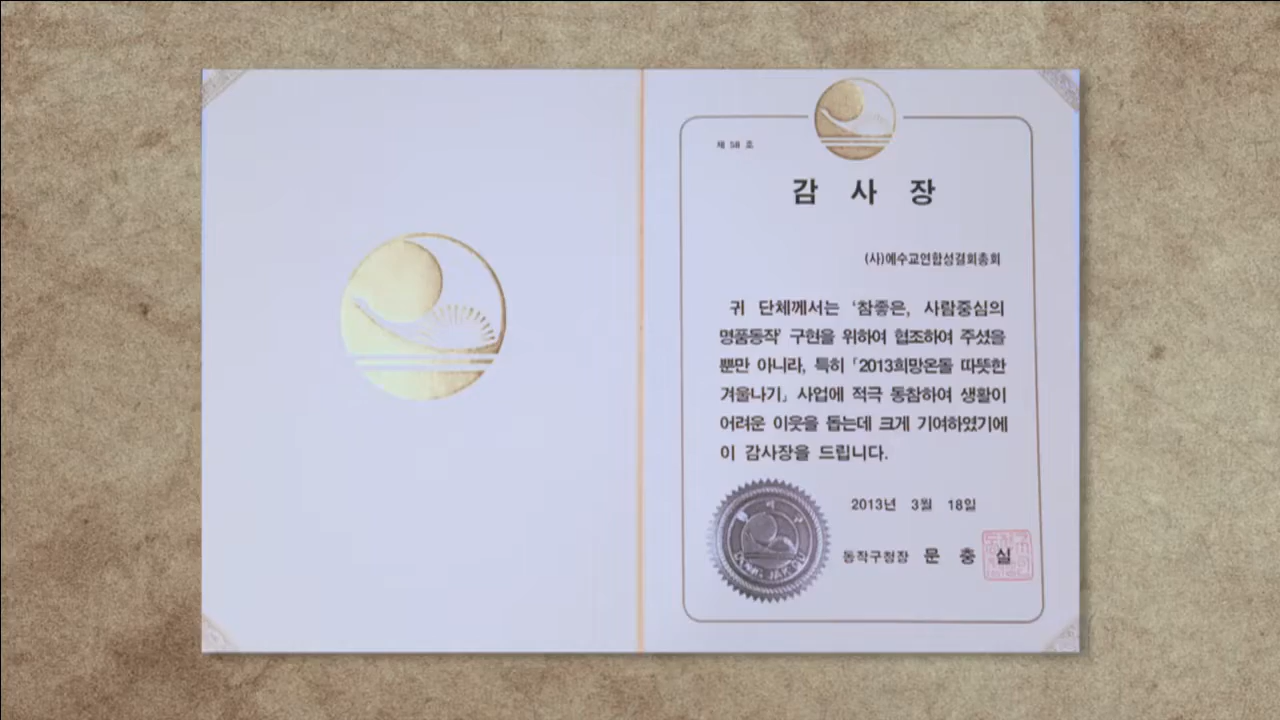 제 58 호
감 사 장
(사)예수교연합성결회총회
귀 단체께서는 '참좋은, 사람중심의
명품동작' 구현을 위하여 협조하여 주셨을
뿐만 아니라, 특히 「2013희망온돌 따뜻한
겨울나기」 사업에 적극 동참하여 생활이
어려운 이웃을 돕는데 크게 기여하였기에
이 감사장을 드립니다.
2013년 3월 18일
동작구청장 문 충 실